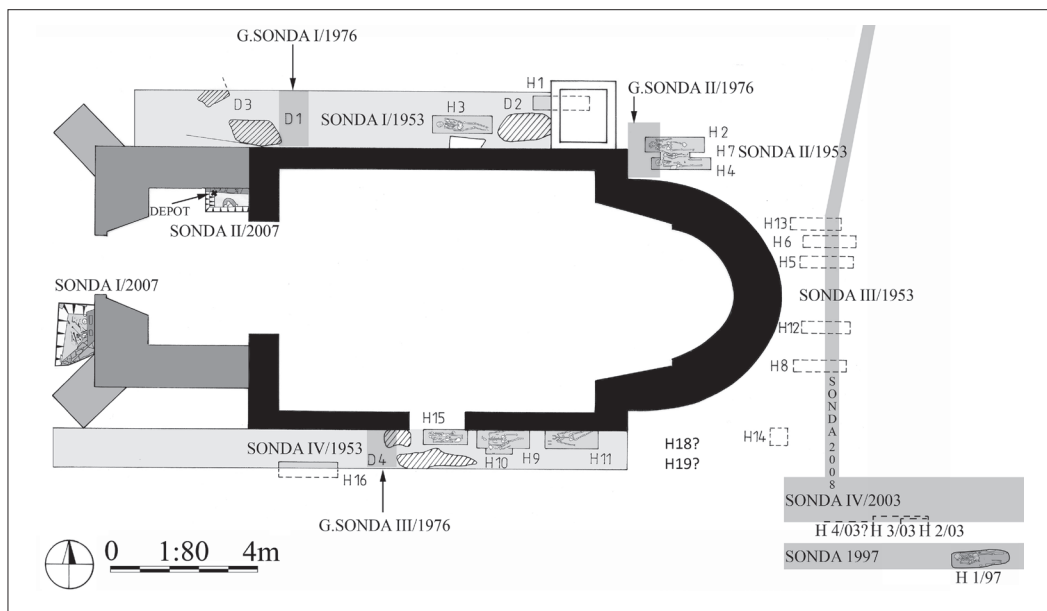 G.SONDA I/1976
H1
G.SONDA II/1976
D3
D1
SONDA I/1953
H3
D2
H2
H7
SONDA II/1953
H4
DEPOT
SONDA II/2007
H13
H6
H5
SONDA I/2007
SONDA III/1953
H12
H8
SONDA 2008
H15
H14
SONDA IV/1953
D4
H16
H10
H9
H11
H18?
H19?
G.SONDA III/1976
SONDA IV/2003
H 4/03?
H 3/03
H 2/03
SONDA 1997
H 1/97
0 1:80 4m